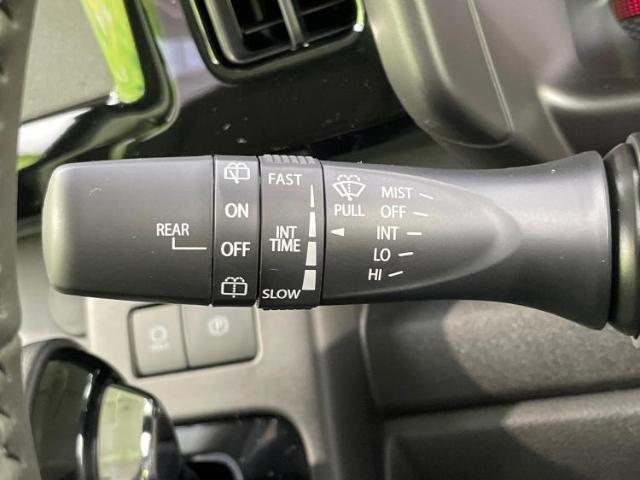 REAR
ON
OFF
FAST
INT
TIME
SLOW
PULL
MIST
OFF
INT
LO
HI